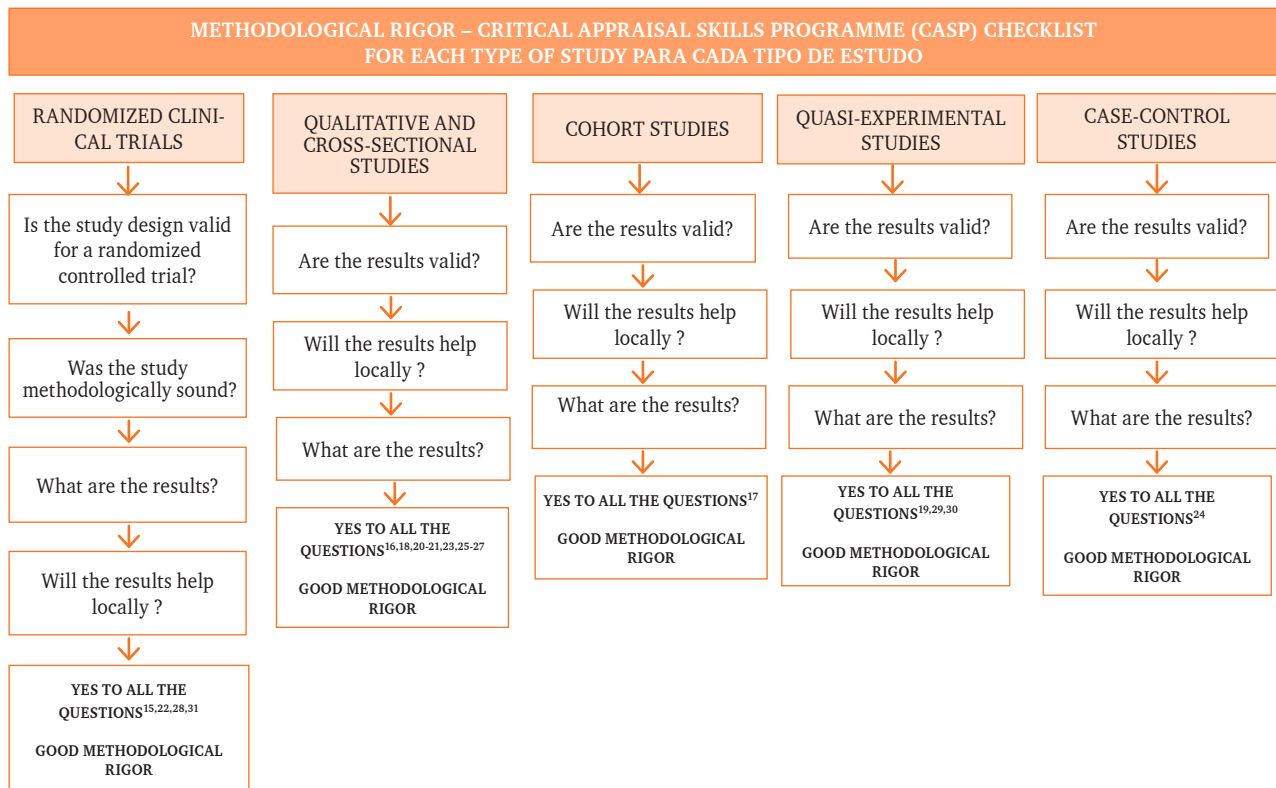 METHODOLOGICAL RIGOR – CRITICAL APPRAISAL SKILLS PROGRAMME (CASP) CHECKLIST
FOR EACH TYPE OF STUDY PARA CADA TIPO DE ESTUDO
RANDOMIZED CLINI-
CAL TRIALS
Is the study design valid
for a randomized
controlled trial?
Was the study
methodologically sound?
What are the results?
Will the results help
locally ?
YES TO ALL THE
QUESTIONS15,22,28,31
GOOD METHODOLOGICAL
RIGOR
QUALITATIVE AND
CROSS-SECTIONAL
STUDIES
Are the results valid?
Will the results help
locally ?
What are the results?
YES TO ALL THE
QUESTIONS16,18,20-21,23,25-27
GOOD METHODOLOGICAL
RIGOR
COHORT STUDIES
Are the results valid?
Will the results help
locally ?
What are the results?
YES TO ALL THE QUESTIONS17
GOOD METHODOLOGICAL
RIGOR
QUASI-EXPERIMENTAL
STUDIES
Are the results valid?
Will the results help
locally ?
What are the results?
YES TO ALL THE
QUESTIONS19,29,30
GOOD METHODOLOGICAL
RIGOR
CASE-CONTROL
STUDIES
Are the results valid?
Will the results help
locally ?
What are the results?
YES TO ALL THE
QUESTIONS24
GOOD METHODOLOGICAL
RIGOR